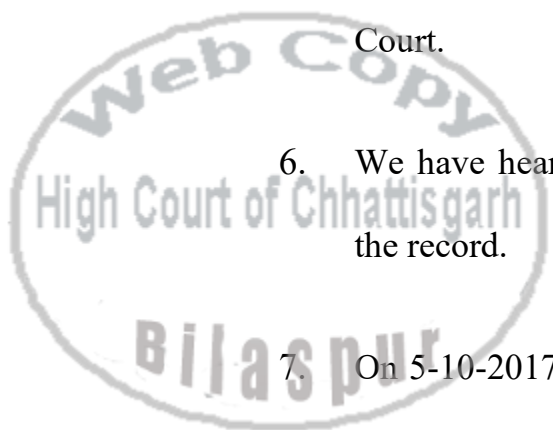 Court.
Web Copy
6. We have hear
High Court of Chhattisgarh
the record.
Bilaspur
7. On 5-10-2017